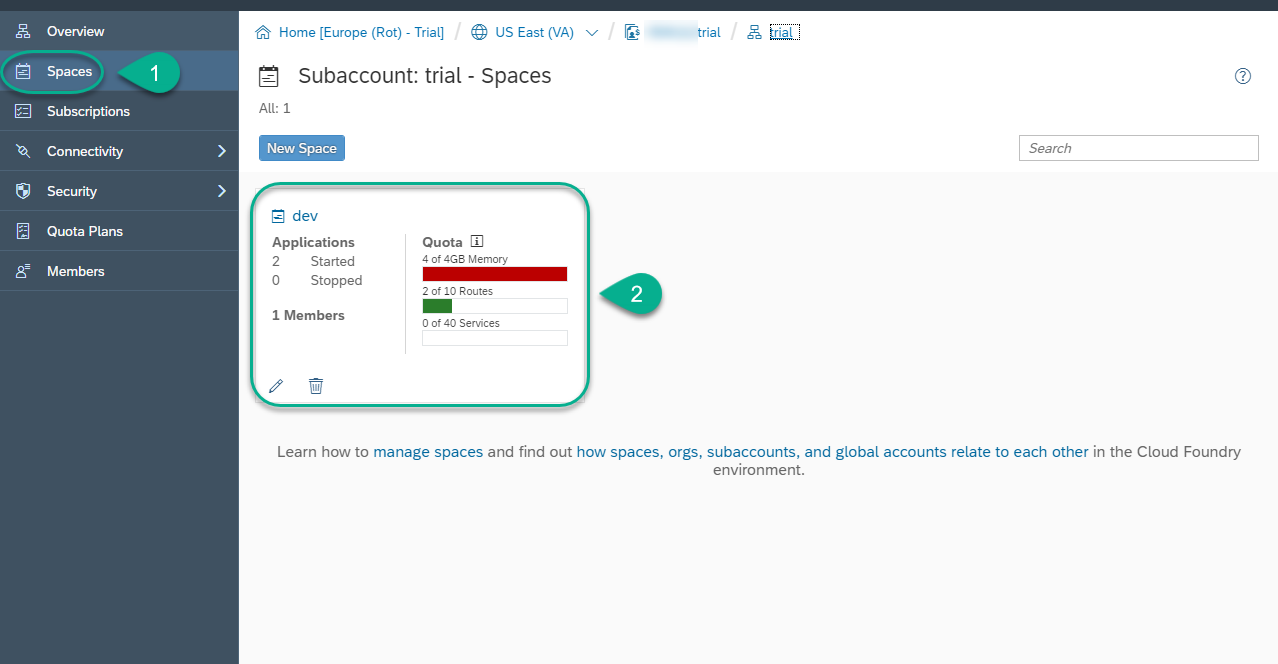 Overview
Spaces
1
Subscriptions
Connectivity
Security
Quota Plans
Members
Home [Europe (Rot) - Trial] / US East (VA) / trial / trial
Subaccount: trial - Spaces
All: 1
New Space
Search
dev
Applications
2 Started
0 Stopped
1 Members
Quota
4 of 4GB Memory
2 of 10 Routes
0 of 40 Services
2
Learn how to manage spaces and find out how spaces, orgs, subaccounts, and global accounts relate to each other in the Cloud Foundry
environment.